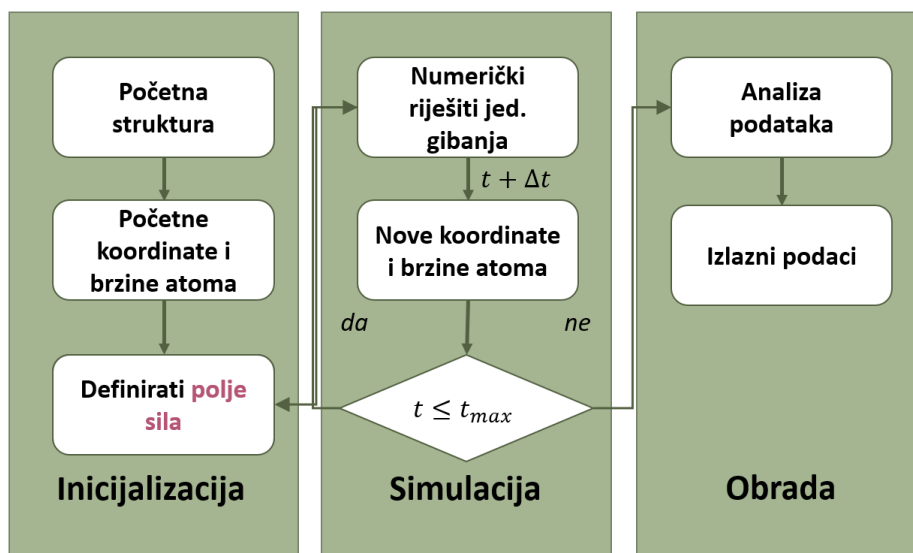 Početna
struktura
Početne
koordinate i
brzine atoma
Definirati polje
sila
Inicijalizacija
Numerički
riješiti jed.
gibanja
t + Δt
Nove koordinate
i brzine atoma
da
ne
t ≤ t_max
Simulacija
Analiza
podataka
Izlazni podaci
Obrada